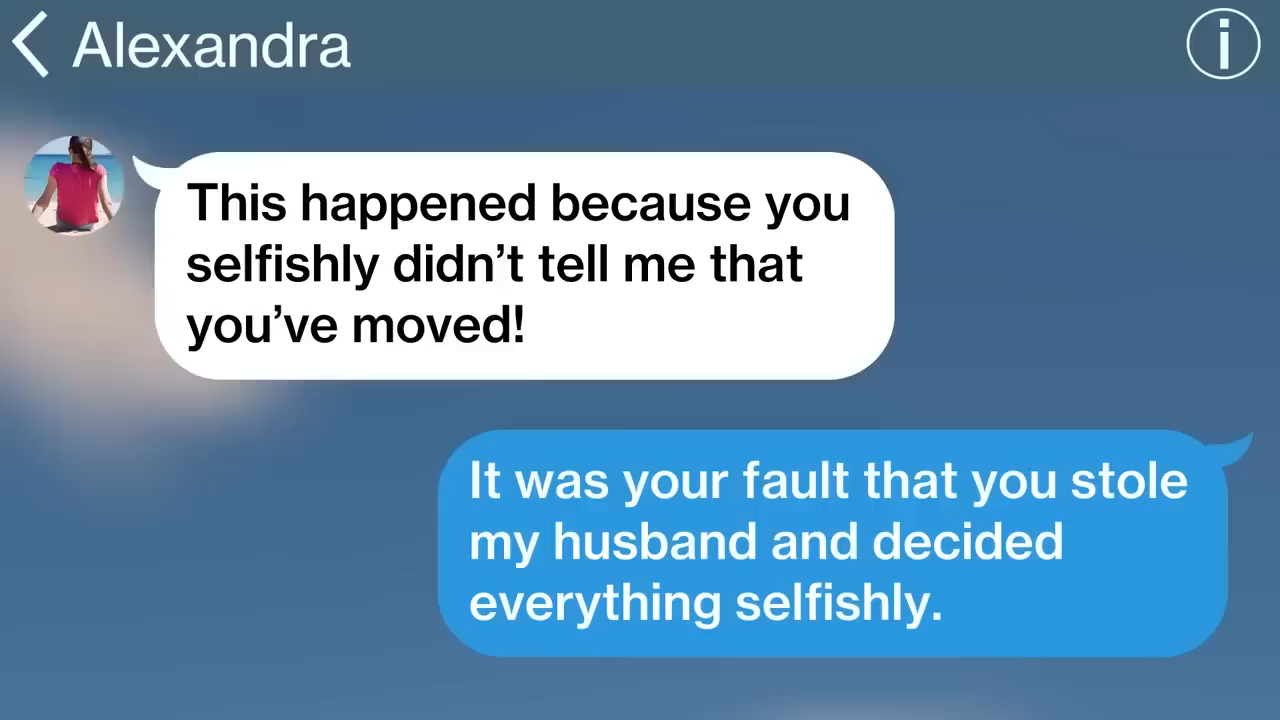 Alexandra
This happened because you
selfishly didn’t tell me that
you’ve moved!
It was your fault that you stole
my husband and decided
everything selfishly.